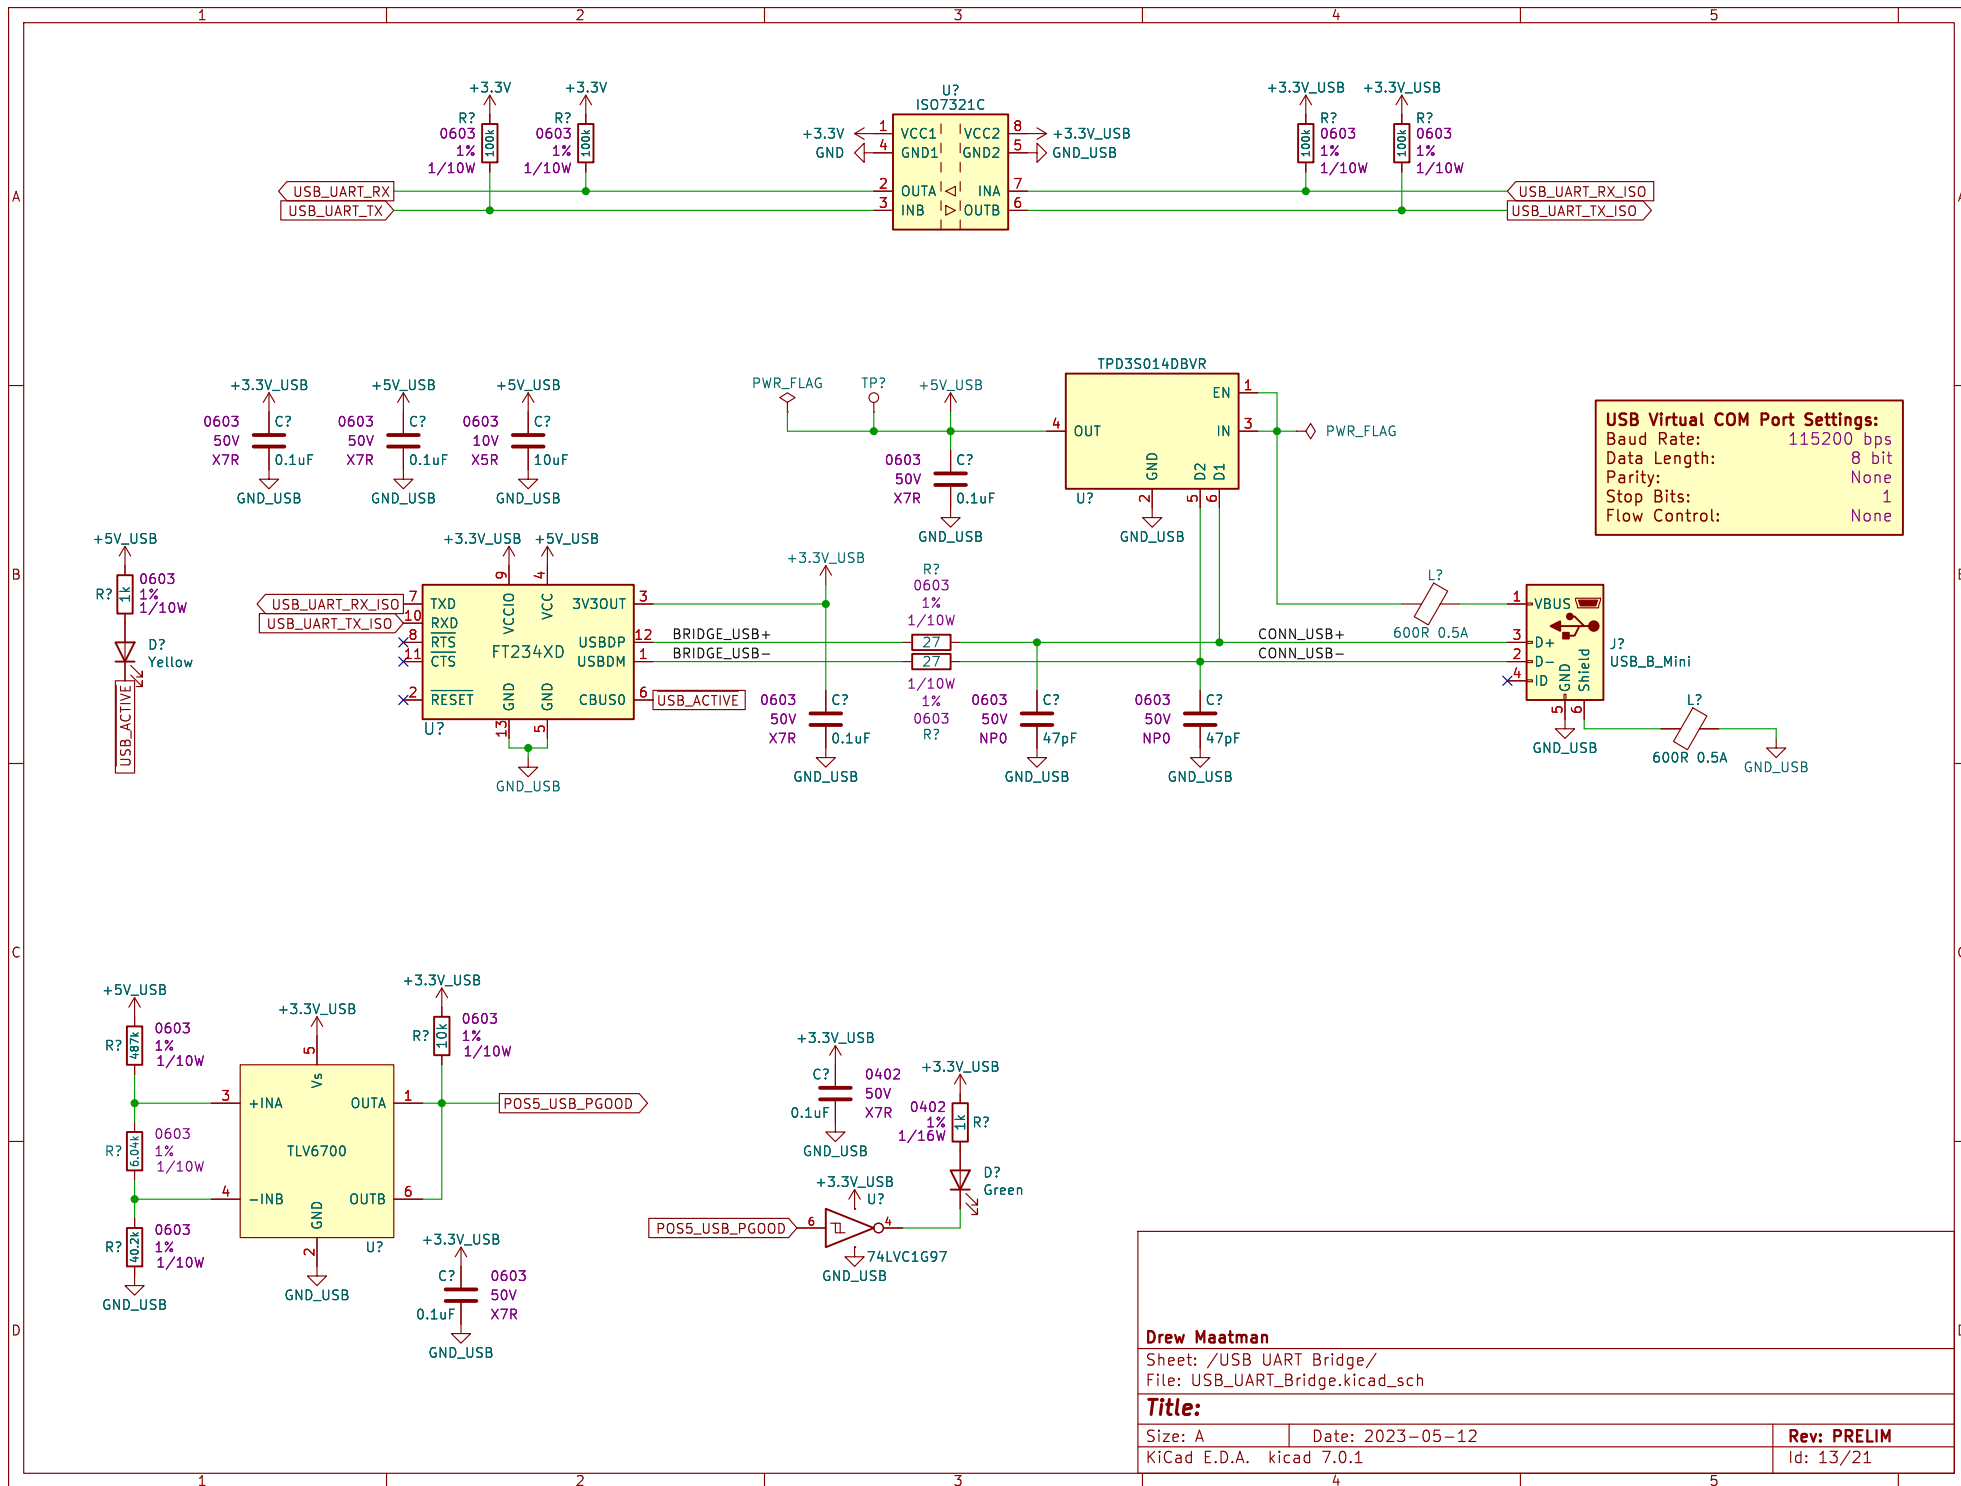 1 2 3 4 5
A
B
C
D
+3.3V
+3.3V
R?
0603
1%
1/10W
100k
R?
0603
1%
1/10W
100k
USB_UART_RX
USB_UART_TX
U?
ISO7321C
+3.3V
GND
1
4
2
3
VCC1
GND1
OUTA
INB
VCC2
GND2
INA
OUTB
8
5
7
6
+3.3V_USB
GND_USB
+3.3V_USB
+3.3V_USB
100k
R?
0603
1%
1/10W
100k
R?
0603
1%
1/10W
USB_UART_RX_ISO
USB_UART_TX_ISO
+3.3V_USB
0603
50V
X7R
C?
0.1uF
GND_USB
+5V_USB
0603
50V
X7R
C?
0.1uF
GND_USB
+5V_USB
0603
10V
X5R
C?
10uF
GND_USB
PWR_FLAG
TP?
+5V_USB
0603
50V
X7R
C?
0.1uF
GND_USB
TPD3S014DBVR
EN
1
4
OUT
IN
3
GND
D2
D1
2
5
6
U?
GND_USB
PWR_FLAG
USB Virtual COM Port Settings:
Baud Rate: 115200 bps
Data Length: 8 bit
Parity: None
Stop Bits: 1
Flow Control: None
+5V_USB
R?
1k
0603
1%
1/10W
D?
Yellow
USB_ACTIVE
+3.3V_USB
+5V_USB
9
4
USB_UART_RX_ISO
USB_UART_TX_ISO
7
10
8
11
2
TXD
RXD
RTS
CTS
RESET
VCCIO
VCC
FT234XD
GND
GND
3V3OUT
USBDP
USBDM
CBUS0
3
12
1
6
USB_ACTIVE
U?
13
5
GND_USB
BRIDGE_USB+
BRIDGE_USB-
+3.3V_USB
0603
50V
X7R
C?
0.1uF
GND_USB
R?
0603
1%
1/10W
27
27
1/10W
1%
0603
R?
0603
50V
NP0
C?
47pF
GND_USB
0603
50V
NP0
C?
47pF
GND_USB
CONN_USB+
CONN_USB-
L?
600R 0.5A
1
3
2
4
VBUS
D+
D-
ID
GND
Shield
5
6
J?
USB_B_Mini
GND_USB
L?
600R 0.5A
GND_USB
+5V_USB
R?
487k
0603
1%
1/10W
R?
6.04k
0603
1%
1/10W
R?
40.2k
0603
1%
1/10W
GND_USB
+3.3V_USB
5
Vs
3
+INA
4
-INB
TLV6700
OUTA
1
OUTB
6
GND
2
U?
GND_USB
+3.3V_USB
R?
10k
0603
1%
1/10W
POS5_USB_PGOOD
+3.3V_USB
C?
0.1uF
0603
50V
X7R
GND_USB
+3.3V_USB
C?
0.1uF
0402
50V
X7R
GND_USB
+3.3V_USB
0402
1%
1/16W
1k
R?
D?
Green
POS5_USB_PGOOD
6
+3.3V_USB
U?
4
74LVC1G97
GND_USB
Drew Maatman
Sheet: /USB UART Bridge/
File: USB_UART_Bridge.kicad_sch
Title:
Size: A
Date: 2023-05-12
Rev: PRELIM
KiCad E.D.A. kicad 7.0.1
Id: 13/21
1 2 3 4 5